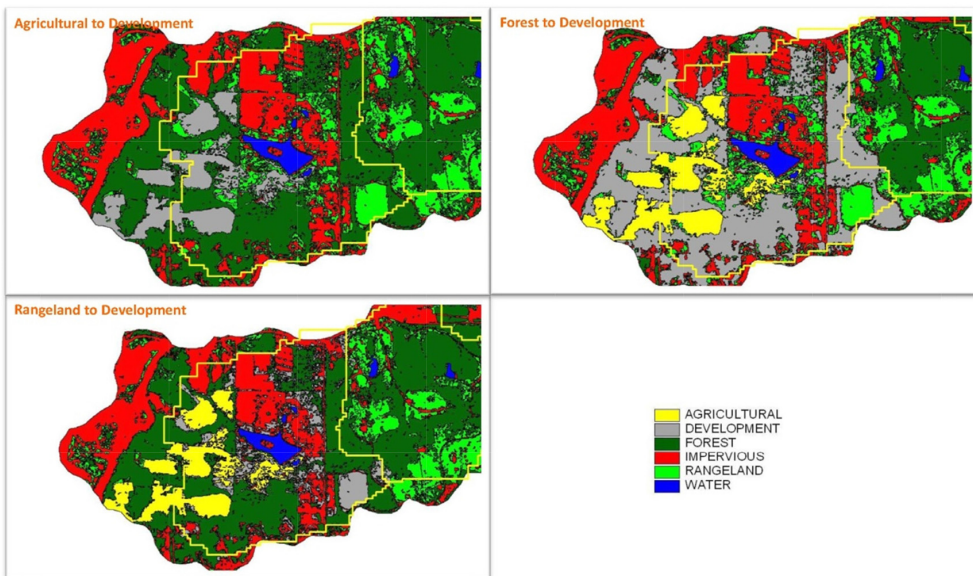 Agricultural to Development
Forest to Development
Rangeland to Development
AGRICULTURAL
DEVELOPMENT
FOREST
IMPERVIOUS
RANGELAND
WATER